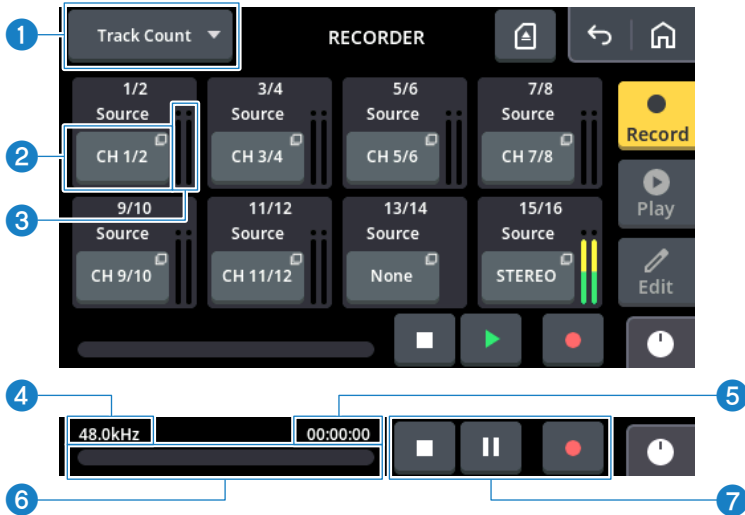 1 Track Count RECORDER
1/2 3/4 5/6 7/8
Source Source Source Source
Record
2 CH 1/2 CH 3/4 CH 5/6 CH 7/8
3 9/10 11/12 13/14 15/16
Play
Source Source Source Source
CH 9/10 CH 11/12 None STEREO
Edit
4 5
48.0kHz 00:00:00
6 7